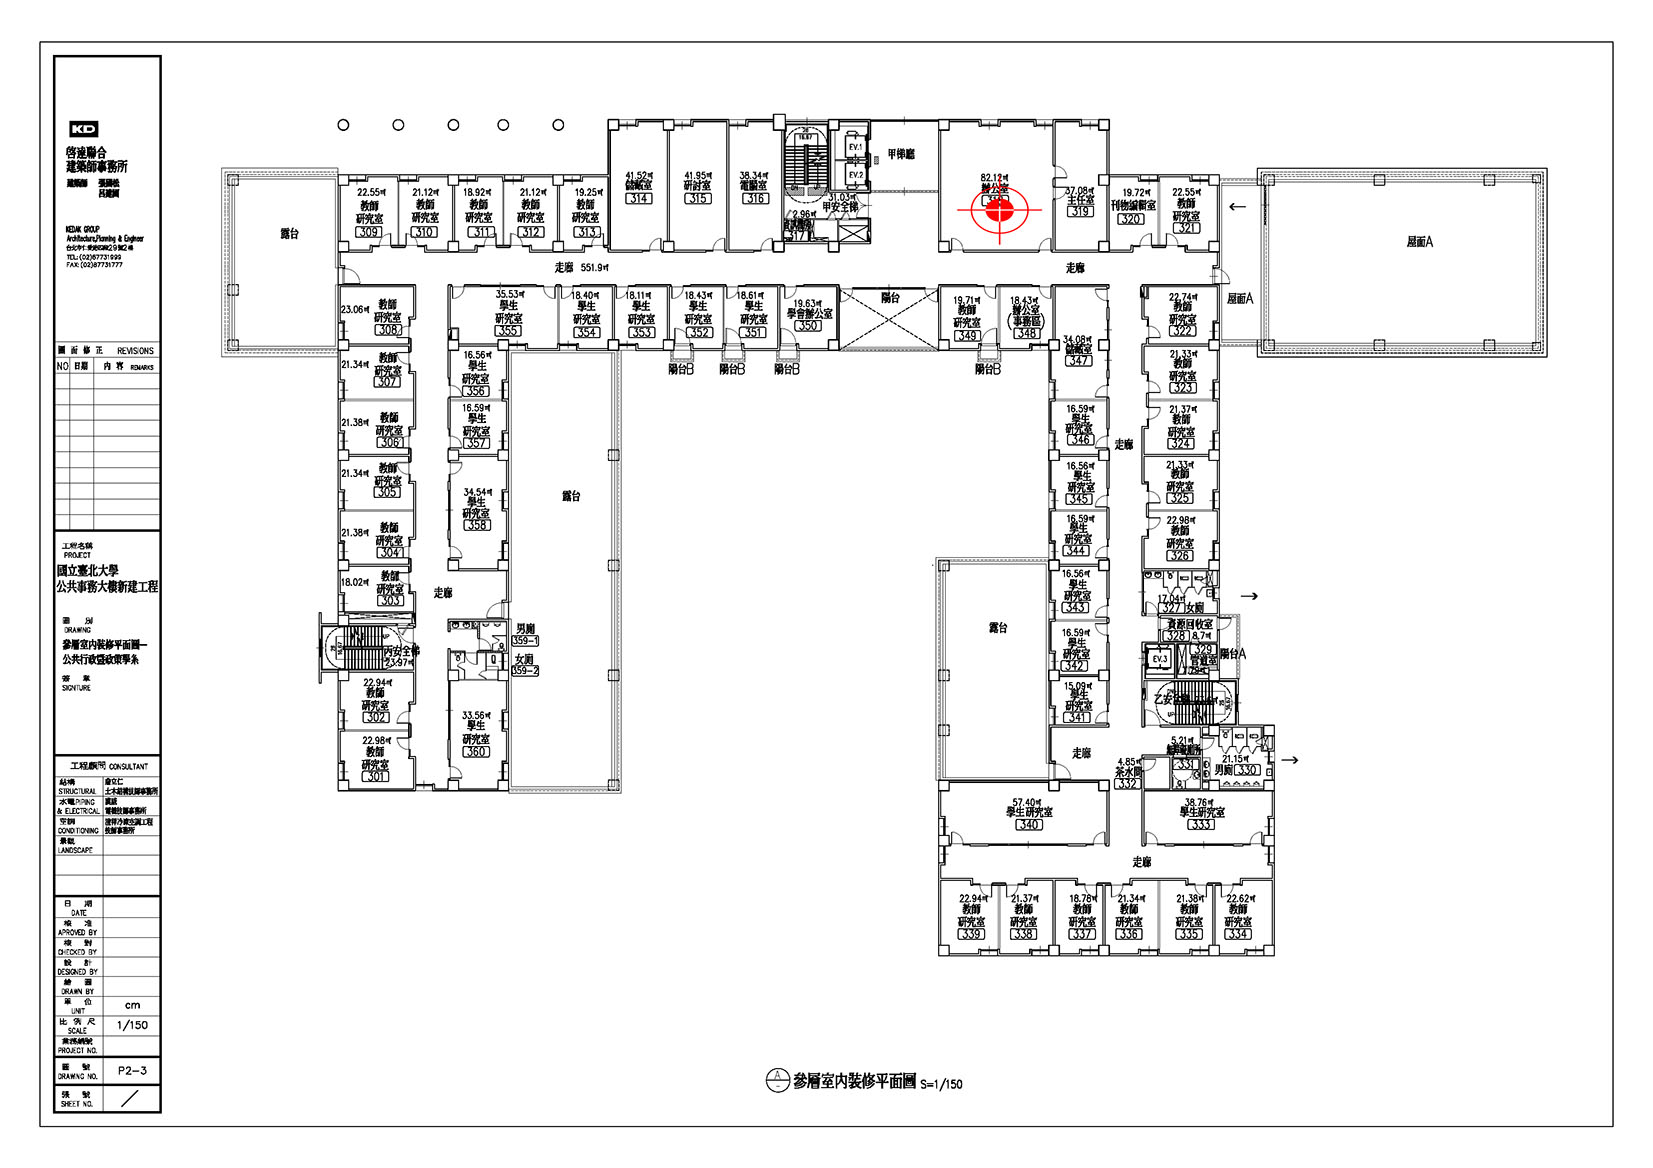 KD
啓達聯合
建築師事務所
建築師 張國松
呂建國
KEDAK GROUP
Architecture,Planning & Engineer
TEL:(02)87731999
FAX:(02)87731777
圖面修正 REVISIONS
NO 日期 內容 REMARKS
工程名稱
PROJECT
國立臺北大學
公共事務大樓新建工程
圖別
DRAWING
參層室內裝修平面圖一
公共行政暨政策學系
簽章
SIGNTURE
工程顧問 CONSULTANT
結構
STRUCTURAL
土木結構技師事務所
水電PIPING
& ELECTRICAL
電機技師事務所
空調
CONDITIONING
技師事務所
景觀
LANDSCAPE
日期
DATE
核准
APROVED BY
核對
CHECKED BY
設計
DESIGNED BY
繪圖
DRAWN BY
單位
UNIT
cm
比例尺
SCALE
1/150
業務編號
PROJECT NO.
圖號
DRAWING NO.
P2-3
張號
SHEET NO.
露台
22.55㎡
教師
研究室
309
21.12㎡
教師
研究室
310
18.92㎡
教師
研究室
311
21.12㎡
教師
研究室
312
19.25㎡
教師
研究室
313
41.52㎡
儲藏室
314
41.95㎡
研討室
315
38.34㎡
電腦室
316
2.96㎡
317
31.03㎡
甲安全梯
EV.1
EV.2
甲梯廳
82.12㎡
辦公室
37.08㎡
主任室
319
19.72㎡
刊物編輯室
320
22.55㎡
教師
研究室
321
屋面A
屋面A
走廊 551.9㎡
走廊
23.06㎡
教師
研究室
308
35.53㎡
學生
研究室
355
18.40㎡
學生
研究室
354
18.11㎡
學生
研究室
353
18.43㎡
學生
研究室
352
18.61㎡
學生
研究室
351
19.63㎡
學會辦公室
350
陽台
19.71㎡
教師
研究室
349
18.43㎡
辦公室
(事務區)
348
34.08㎡
儲藏室
347
22.74㎡
教師
研究室
322
陽台B
陽台B
陽台B
陽台B
21.34㎡
教師
研究室
307
16.56㎡
學生
研究室
356
21.33㎡
教師
研究室
323
21.38㎡
教師
研究室
306
16.59㎡
學生
研究室
357
16.59㎡
學生
研究室
346
走廊
21.37㎡
教師
研究室
324
21.34㎡
教師
研究室
305
34.54㎡
學生
研究室
358
露台
16.56㎡
學生
研究室
345
21.33㎡
教師
研究室
325
21.38㎡
教師
研究室
304
16.59㎡
學生
研究室
344
22.98㎡
教師
研究室
326
18.02㎡
教師
研究室
303
走廊
16.56㎡
學生
研究室
343
17.04㎡
327 女廁
男廁
359-1
女廁
359-2
丙安全梯
23.97㎡
露台
16.59㎡
學生
研究室
342
資源回收室
328 8.7㎡
329
管道室
EV.3
陽台A
22.94㎡
教師
研究室
302
15.09㎡
學生
研究室
341
乙安全梯
22.98㎡
教師
研究室
301
33.56㎡
學生
研究室
360
走廊
5.21㎡
331
4.85㎡
茶水間
332
21.15㎡
男廁 330
57.40㎡
學生研究室
340
38.76㎡
學生研究室
333
走廊
22.94㎡
教師
研究室
339
21.37㎡
教師
研究室
338
18.78㎡
教師
研究室
337
21.34㎡
教師
研究室
336
21.38㎡
教師
研究室
335
22.62㎡
教師
研究室
334
A
參層室內裝修平面圖 S=1/150